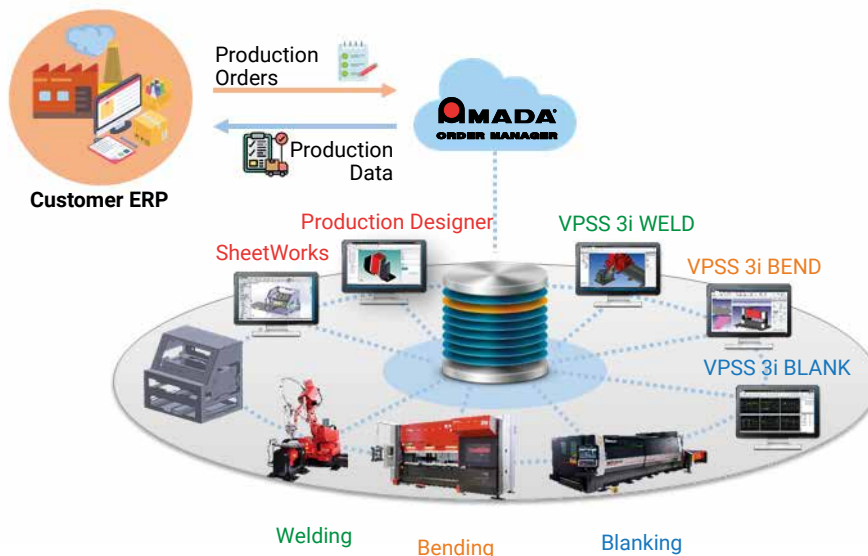 Production
Orders
AMADA®
ORDER MANAGER
Production
Data
Customer ERP
Production Designer
VPSS 3i WELD
SheetWorks
VPSS 3i BEND
VPSS 3i BLANK
Welding
Bending
Blanking